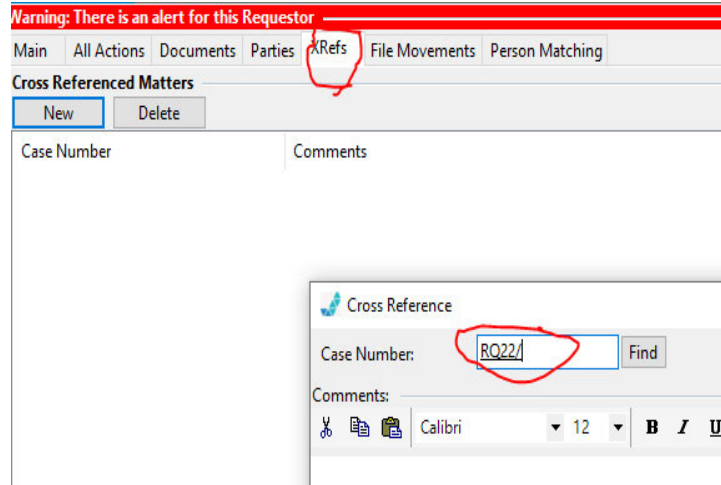 Warning: There is an alert for this Requestor
Main All Actions Documents Parties XRefs File Movements Person Matching
Cross Referenced Matters
New Delete
Case Number Comments
Cross Reference
Case Number: RQ22/ Find
Comments:
Calibri 12 B I U